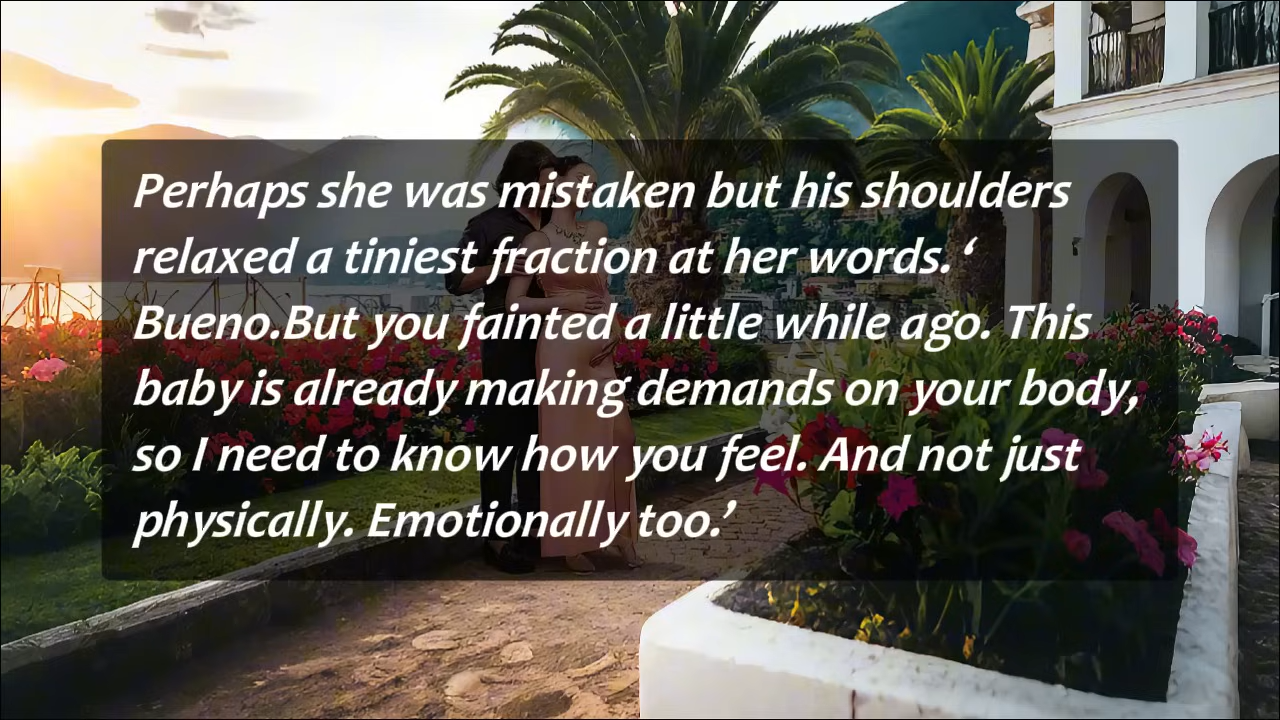 Perhaps she was mistaken but his shoulders
relaxed a tiniest fraction at her words. ‘
Bueno.But you fainted a little while ago. This
baby is already making demands on your body,
so I need to know how you feel. And not just
physically. Emotionally too.’